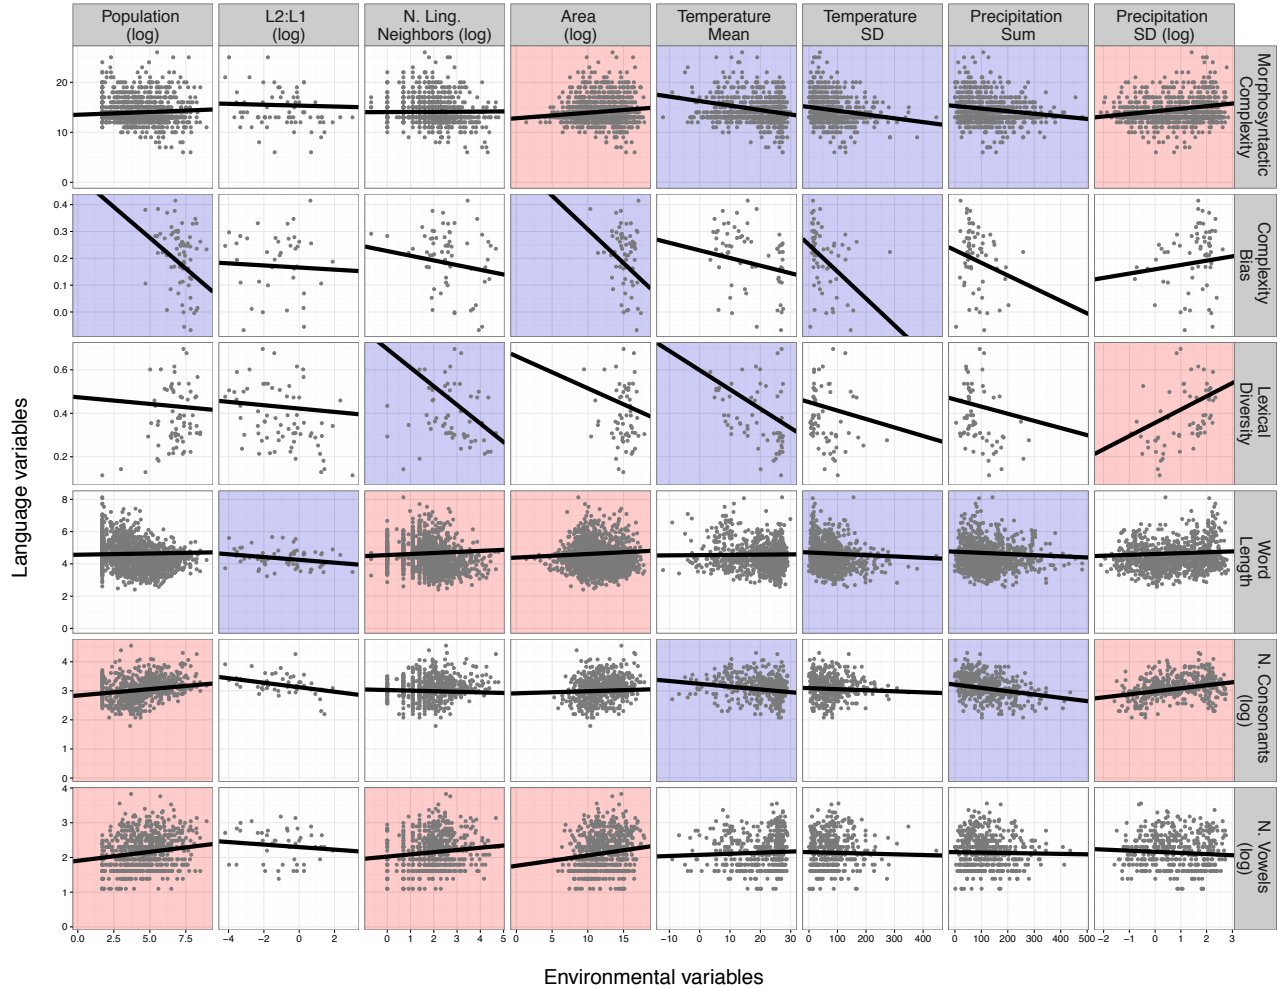 Population (log)
L2:L1 (log)
N. Ling. Neighbors (log)
Area (log)
Temperature Mean
Temperature SD
Precipitation Sum
Precipitation SD (log)
20
10
0
Morphosyntactic Complexity
0.4
0.3
0.2
0.1
0.0
Complexity Bias
0.6
0.4
0.2
Lexical Diversity
8
6
4
2
0
Word Length
4
3
2
1
0
N. Consonants (log)
4
3
2
1
0
N. Vowels (log)
0.0 2.5 5.0 7.5
−4 −2 0 2
0 1 2 3 4 5
0 5 10 15
−10 0 10 20 30
0 100 200 300 400
0 100 200 300 400 500
−2 −1 0 1 2 3
Language variables
Environmental variables